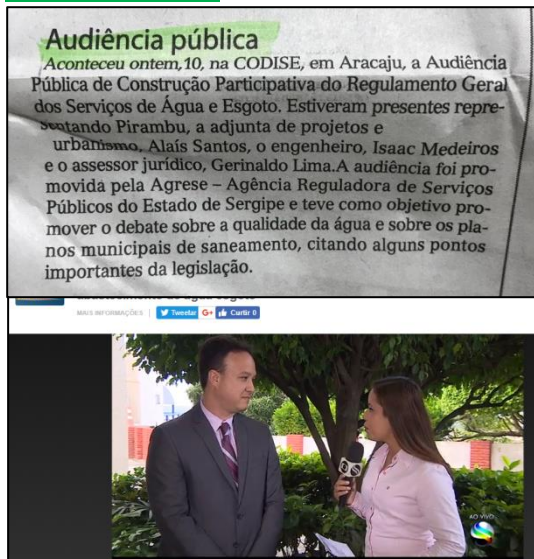 Audiência pública
Aconteceu ontem, 10, na CODISE, em Aracaju, a Audiência
Pública de Construção Participativa do Regulamento Geral
dos Serviços de Água e Esgoto. Estiveram presentes repre-
sentando Pirambu, a adjunta de projetos e
urbanismo, Alaís Santos, o engenheiro, Isaac Medeiros
e o assessor jurídico, Gerinaldo Lima.A audiência foi pro-
movida pela Agrese – Agência Reguladora de Serviços
Públicos do Estado de Sergipe e teve como objetivo pro-
mover o debate sobre a qualidade da água e sobre os pla-
nos municipais de saneamento, citando alguns pontos
importantes da legislação.
MAIS INFORMAÇÕES | Tweetar G+ Curtir 0
AO VIVO